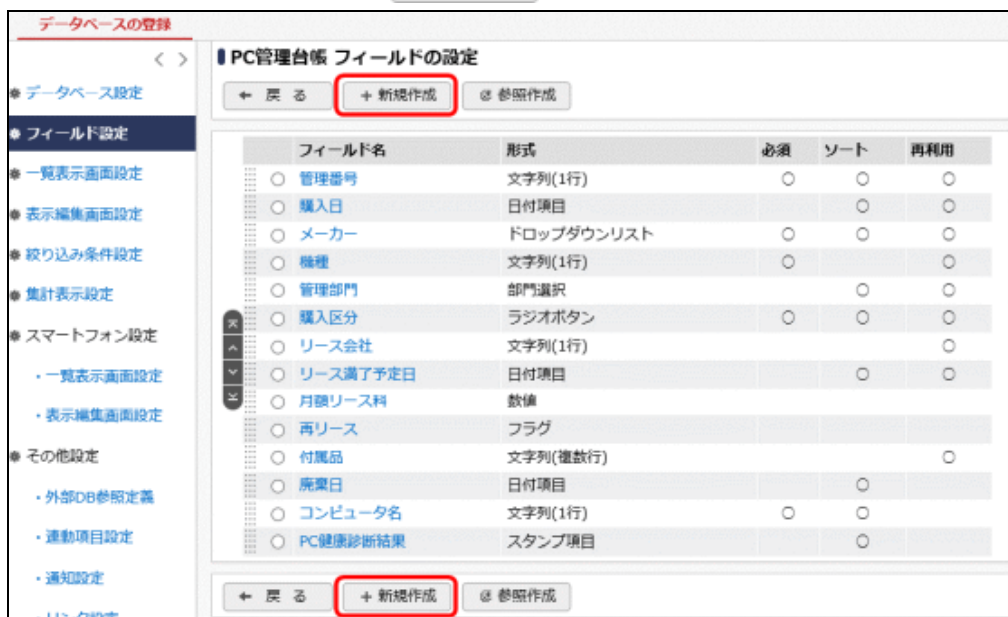 データベースの登録
< >
データベース設定
フィールド設定
一覧表示画面設定
表示編集画面設定
絞り込み条件設定
集計表示設定
スマートフォン設定
・一覧表示画面設定
・表示編集画面設定
その他設定
・外部DB参照定義
・連動項目設定
・通知設定
PC管理台帳 フィールドの設定
← 戻 る + 新規作成 参照作成
フィールド名 形式 必須 ソート 再利用
管理番号 文字列(1行) ○ ○ ○
購入日 日付項目 ○ ○
メーカー ドロップダウンリスト ○ ○ ○
機種 文字列(1行) ○ ○
管理部門 部門選択 ○ ○
購入区分 ラジオボタン ○ ○ ○
リース会社 文字列(1行) ○
リース満了予定日 日付項目 ○ ○
月額リース料 数値
再リース フラグ
付属品 文字列(複数行) ○
廃棄日 日付項目 ○
コンピュータ名 文字列(1行) ○ ○
PC健康診断結果 スタンプ項目 ○
← 戻 る + 新規作成 参照作成